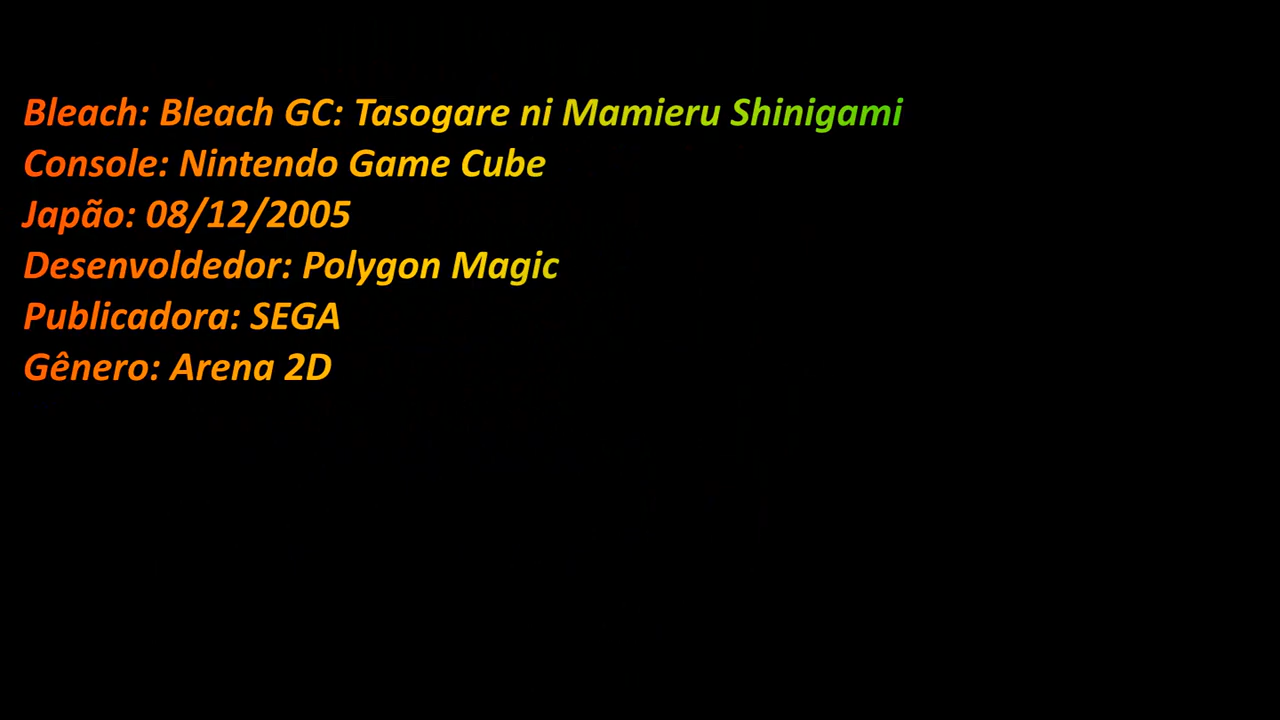 Bleach: Bleach GC: Tasogare ni Mamieru Shinigami
Console: Nintendo Game Cube
Japão: 08/12/2005
Desenvoldedor: Polygon Magic
Publicadora: SEGA
Gênero: Arena 2D